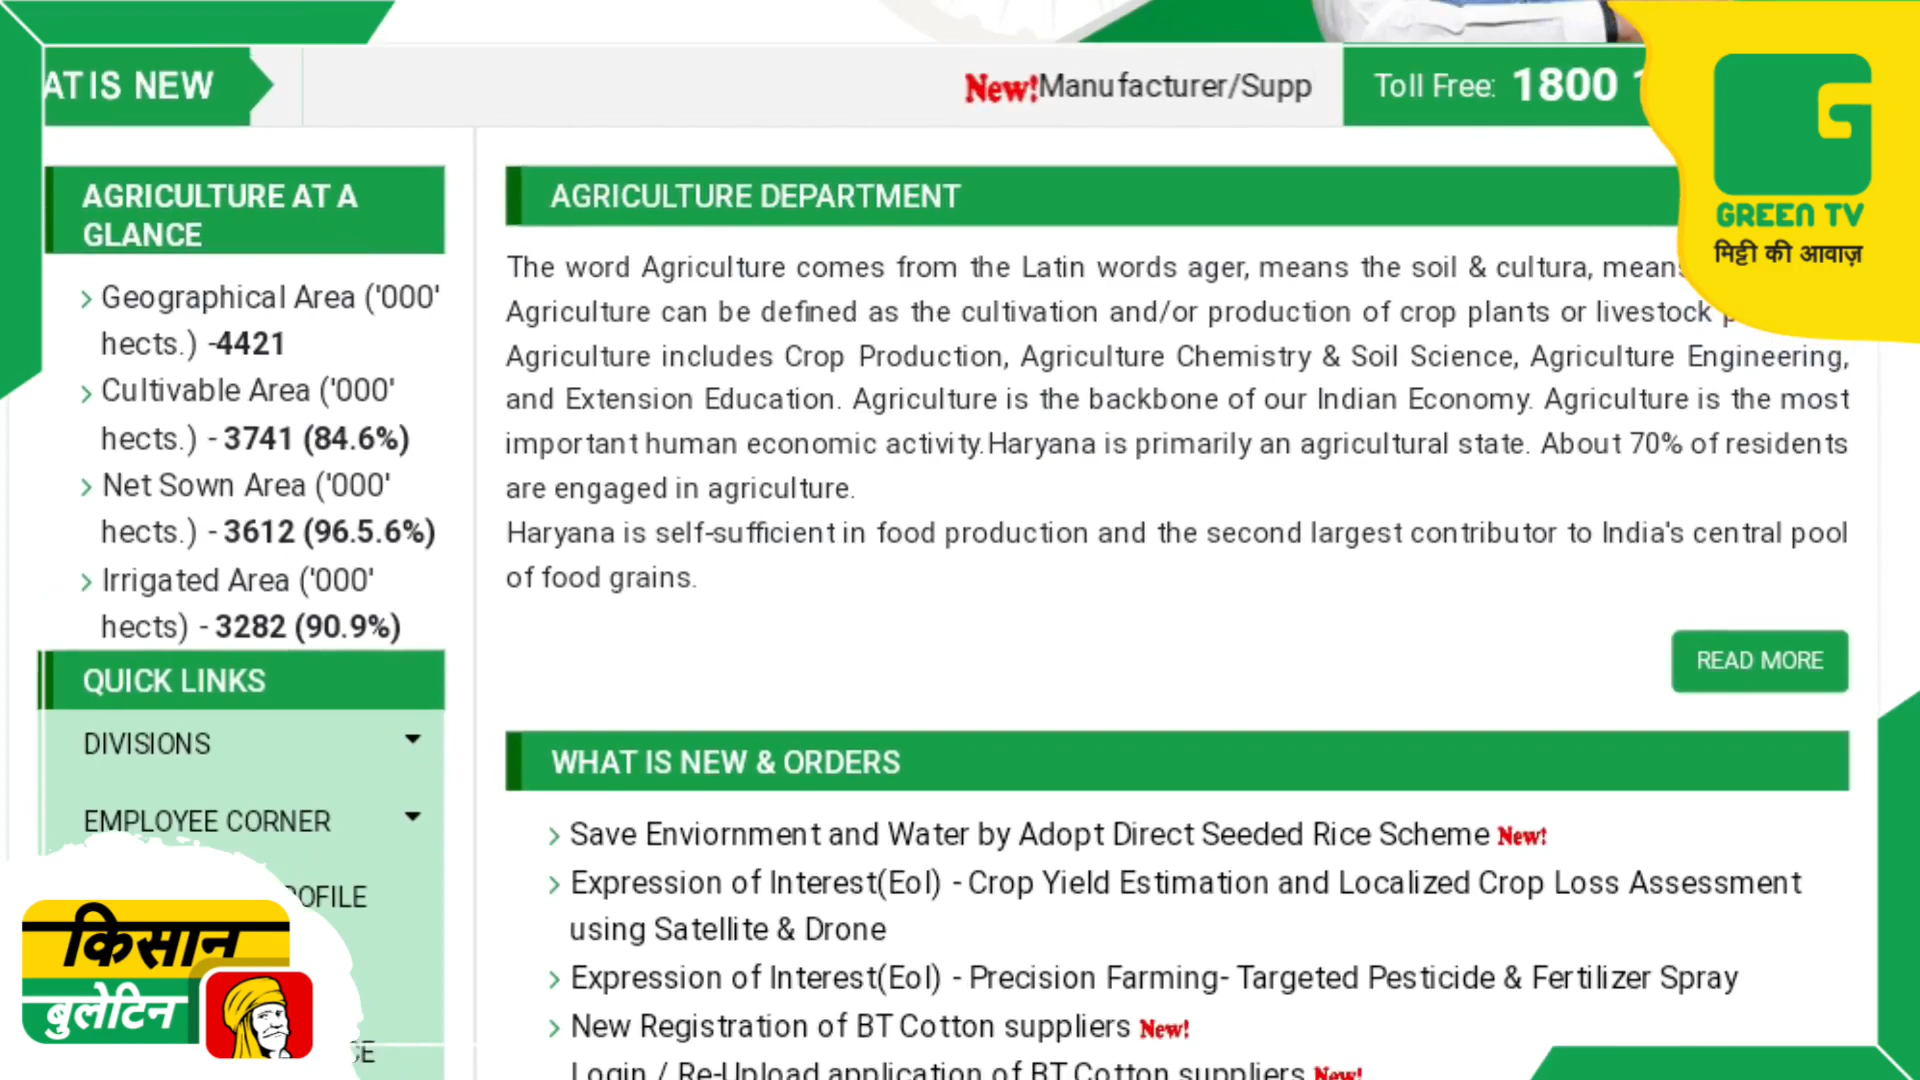 AT IS NEW
New! Manufacturer/Supp
Toll Free: 1800
GREEN TV
मिट्टी की आवाज़
AGRICULTURE AT A
GLANCE
Geographical Area ('000'
hects.) -4421
Cultivable Area ('000'
hects.) - 3741 (84.6%)
Net Sown Area ('000'
hects.) - 3612 (96.5.6%)
Irrigated Area ('000'
hects) - 3282 (90.9%)
QUICK LINKS
DIVISIONS
EMPLOYEE CORNER
AGRICULTURE DEPARTMENT
The word Agriculture comes from the Latin words ager, means the soil & cultura,
Agriculture can be defined as the cultivation and/or production of crop plants or livestock
Agriculture includes Crop Production, Agriculture Chemistry & Soil Science, Agriculture Engineering,
and Extension Education. Agriculture is the backbone of our Indian Economy. Agriculture is the most
important human economic activity.Haryana is primarily an agricultural state. About 70% of residents
are engaged in agriculture.
Haryana is self-sufficient in food production and the second largest contributor to India's central pool
of food grains.
READ MORE
WHAT IS NEW & ORDERS
Save Enviornment and Water by Adopt Direct Seeded Rice Scheme New!
Expression of Interest(EoI) - Crop Yield Estimation and Localized Crop Loss Assessment
using Satellite & Drone
Expression of Interest(EoI) - Precision Farming- Targeted Pesticide & Fertilizer Spray
New Registration of BT Cotton suppliers New!
Login / Re-Upload application of BT Cotton suppliers New!
किसान
बुलेटिन